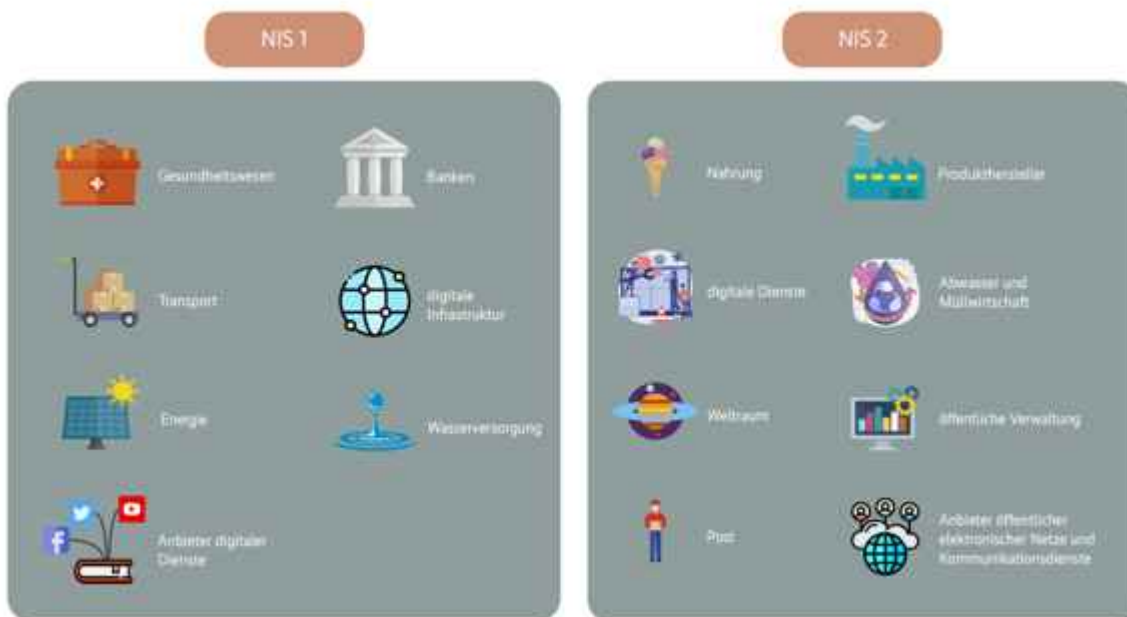 NIS 1
Gesundheitswesen
Banken
Transport
digitale
Infrastruktur
Energie
Wasserversorgung
Anbieter digitaler
Dienste
NIS 2
Nahrung
Produkthersteller
digitale Dienste
Abwasser und
Müllwirtschaft
Weltraum
öffentliche Verwaltung
Post
Anbieter öffentlicher
elektronischer Netze und
Kommunikationsdienste